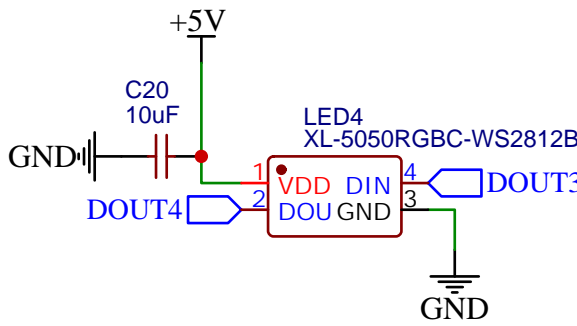 +5V
C20
10uF
GND
LED4
XL-5050RGBC-WS2812B
1
VDD
DIN
4
DOUT3
DOUT4
2
DOU
GND
3
GND